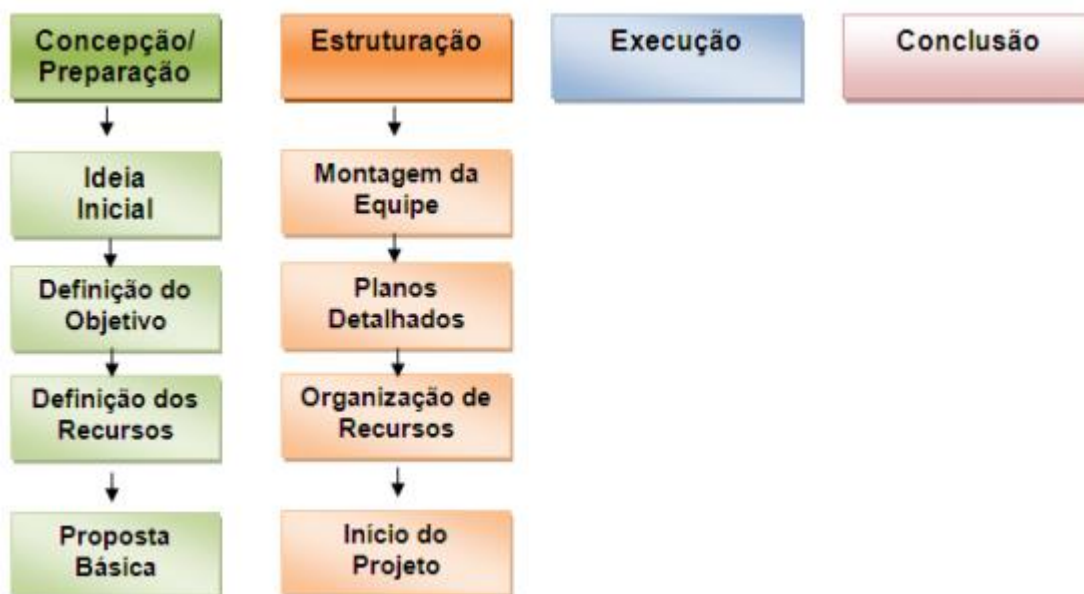 Concepção/
Preparação
Estruturação
Execução
Conclusão
Ideia
Inicial
Montagem da
Equipe
Definição do
Objetivo
Planos
Detalhados
Definição dos
Recursos
Organização de
Recursos
Proposta
Básica
Início do
Projeto